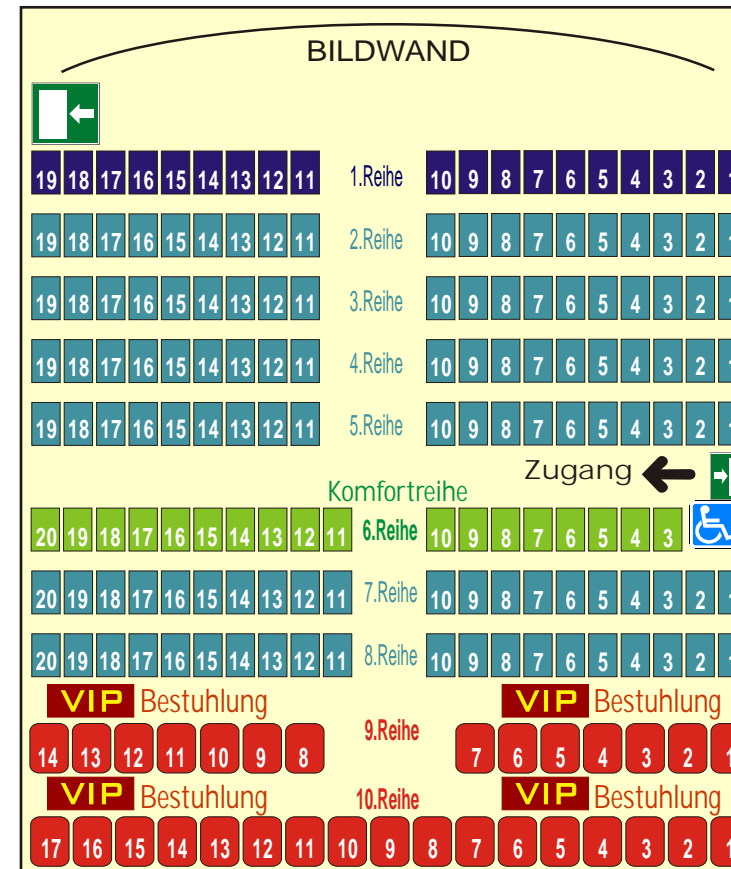 BILDWAND
19 18 17 16 15 14 13 12 11 1.Reihe 10 9 8 7 6 5 4 3 2 1
19 18 17 16 15 14 13 12 11 2.Reihe 10 9 8 7 6 5 4 3 2 1
19 18 17 16 15 14 13 12 11 3.Reihe 10 9 8 7 6 5 4 3 2 1
19 18 17 16 15 14 13 12 11 4.Reihe 10 9 8 7 6 5 4 3 2 1
19 18 17 16 15 14 13 12 11 5.Reihe 10 9 8 7 6 5 4 3 2 1
Zugang
Komfortreihe
20 19 18 17 16 15 14 13 12 11 6.Reihe 10 9 8 7 6 5 4 3
20 19 18 17 16 15 14 13 12 11 7.Reihe 10 9 8 7 6 5 4 3 2 1
20 19 18 17 16 15 14 13 12 11 8.Reihe 10 9 8 7 6 5 4 3 2 1
VIP Bestuhlung VIP Bestuhlung
14 13 12 11 10 9 8 9.Reihe 7 6 5 4 3 2 1
VIP Bestuhlung 10.Reihe VIP Bestuhlung
17 16 15 14 13 12 11 10 9 8 7 6 5 4 3 2 1